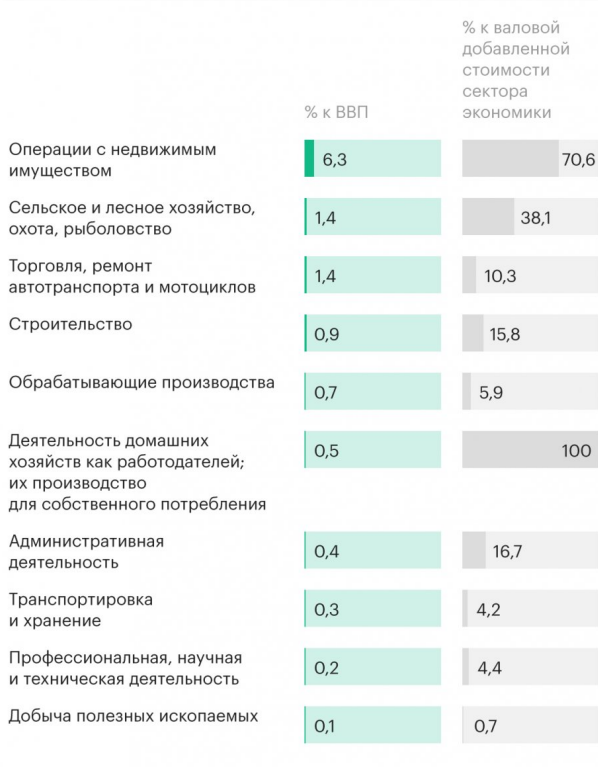 % к ВВП
% к валовой
добавленной
стоимости
сектора
экономики
Операции с недвижимым
имуществом
6,3
70,6
Сельское и лесное хозяйство,
охота, рыболовство
1,4
38,1
Торговля, ремонт
автотранспорта и мотоциклов
1,4
10,3
Строительство
0,9
15,8
Обрабатывающие производства
0,7
5,9
Деятельность домашних
хозяйств как работодателей;
их производство
для собственного потребления
0,5
100
Административная
деятельность
0,4
16,7
Транспортировка
и хранение
0,3
4,2
Профессиональная, научная
и техническая деятельность
0,2
4,4
Добыча полезных ископаемых
0,1
0,7